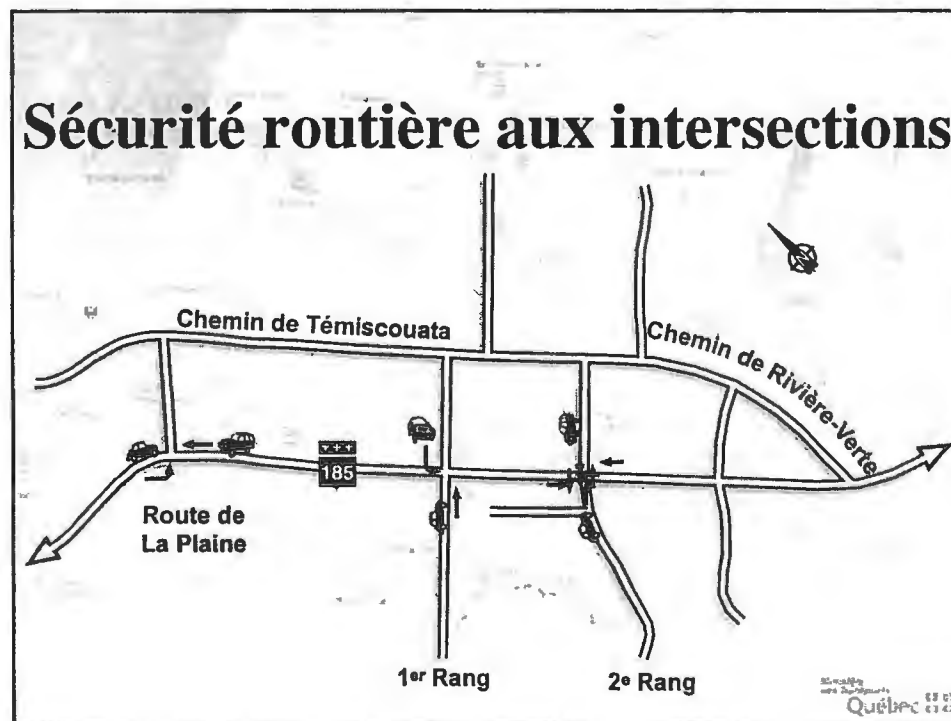 Sécurité routière aux intersections
Chemin de Témiscouata
Chemin de Rivière-Verte
185
Route de
La Plaine
1er Rang
2e Rang
Québec